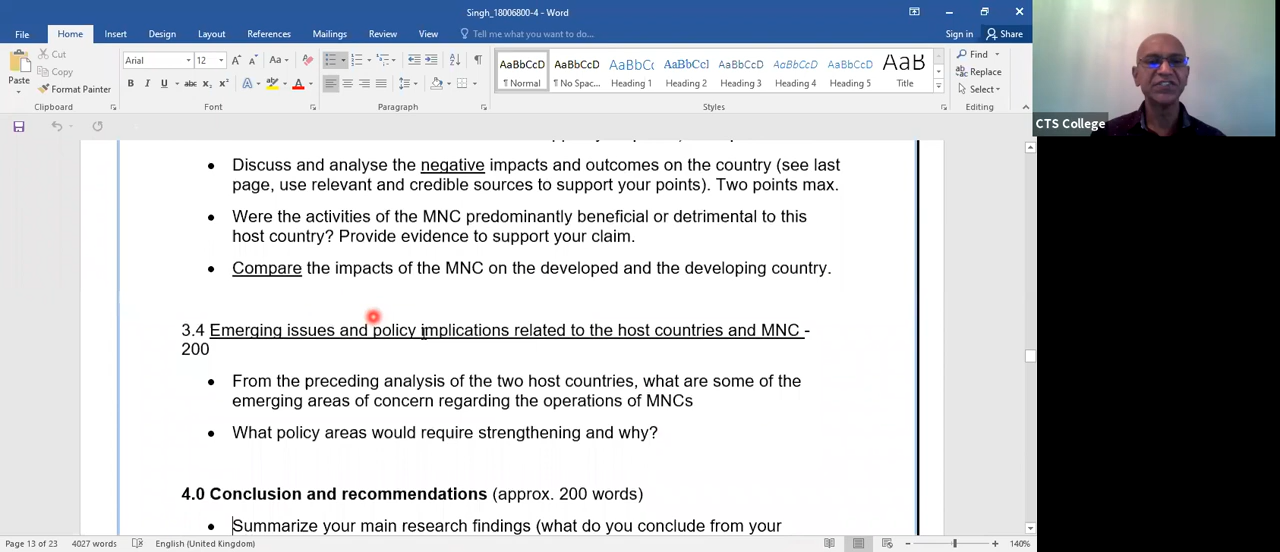 Singh_18006800-4 - Word
File Home Insert Design Layout References Mailings Review View Tell me what you want to do... Sign in Share
Paste
Cut
Copy
Format Painter
Clipboard
Arial 12
B I U abc x₂ x² A
Font
Paragraph
AaBbCcD AaBbCcD AaBbCcI AaBbCcI AaBbCcD AaBbCcD AaBbCcD AaB
¶ Normal ¶ No Spac... Heading 1 Heading 2 Heading 3 Heading 4 Heading 5 Title
Styles
Find
Replace
Select
Editing
CTS College
• Discuss and analyse the negative impacts and outcomes on the country (see last
page, use relevant and credible sources to support your points). Two points max.
• Were the activities of the MNC predominantly beneficial or detrimental to this
host country? Provide evidence to support your claim.
• Compare the impacts of the MNC on the developed and the developing country.
3.4 Emerging issues and policy implications related to the host countries and MNC -
200
• From the preceding analysis of the two host countries, what are some of the
emerging areas of concern regarding the operations of MNCs
• What policy areas would require strengthening and why?
4.0 Conclusion and recommendations (approx. 200 words)
• Summarize your main research findings (what do you conclude from your
Page 13 of 23 4027 words English (United Kingdom) 140%